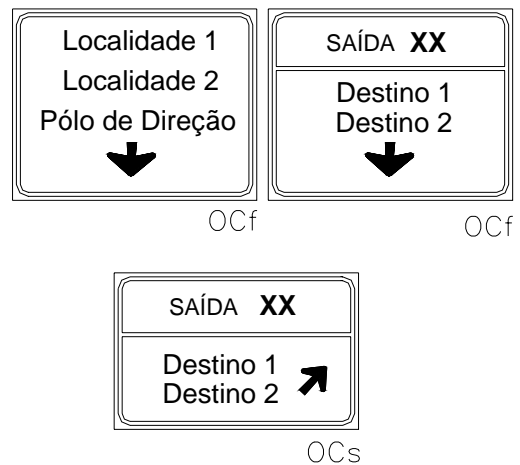 Localidade 1
Localidade 2
Pólo de Direção
OCf
SAÍDA XX
Destino 1
Destino 2
OCf
SAÍDA XX
Destino 1
Destino 2
OCs